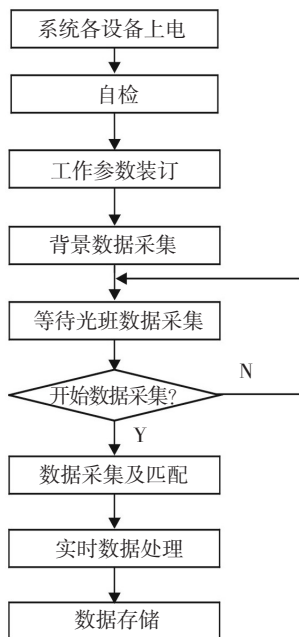 系统各设备上电
自检
工作参数装订
背景数据采集
等待光班数据采集
开始数据采集?
N
Y
数据采集及匹配
实时数据处理
数据存储